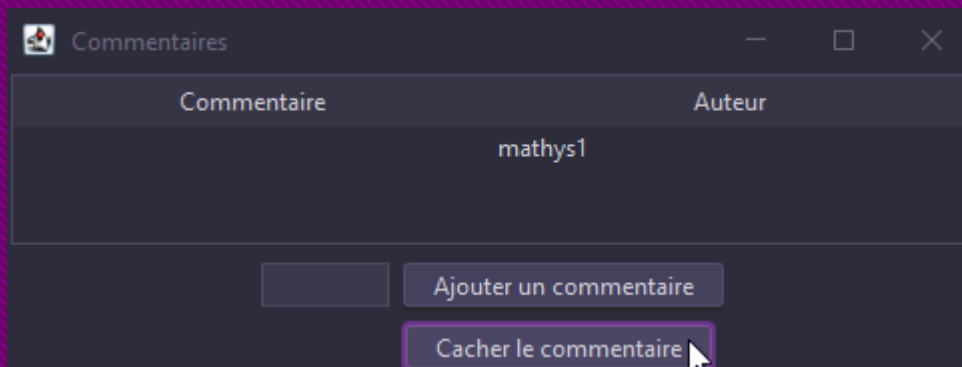 Commentaires
Commentaire Auteur
mathys1
Ajouter un commentaire
Cacher le commentaire